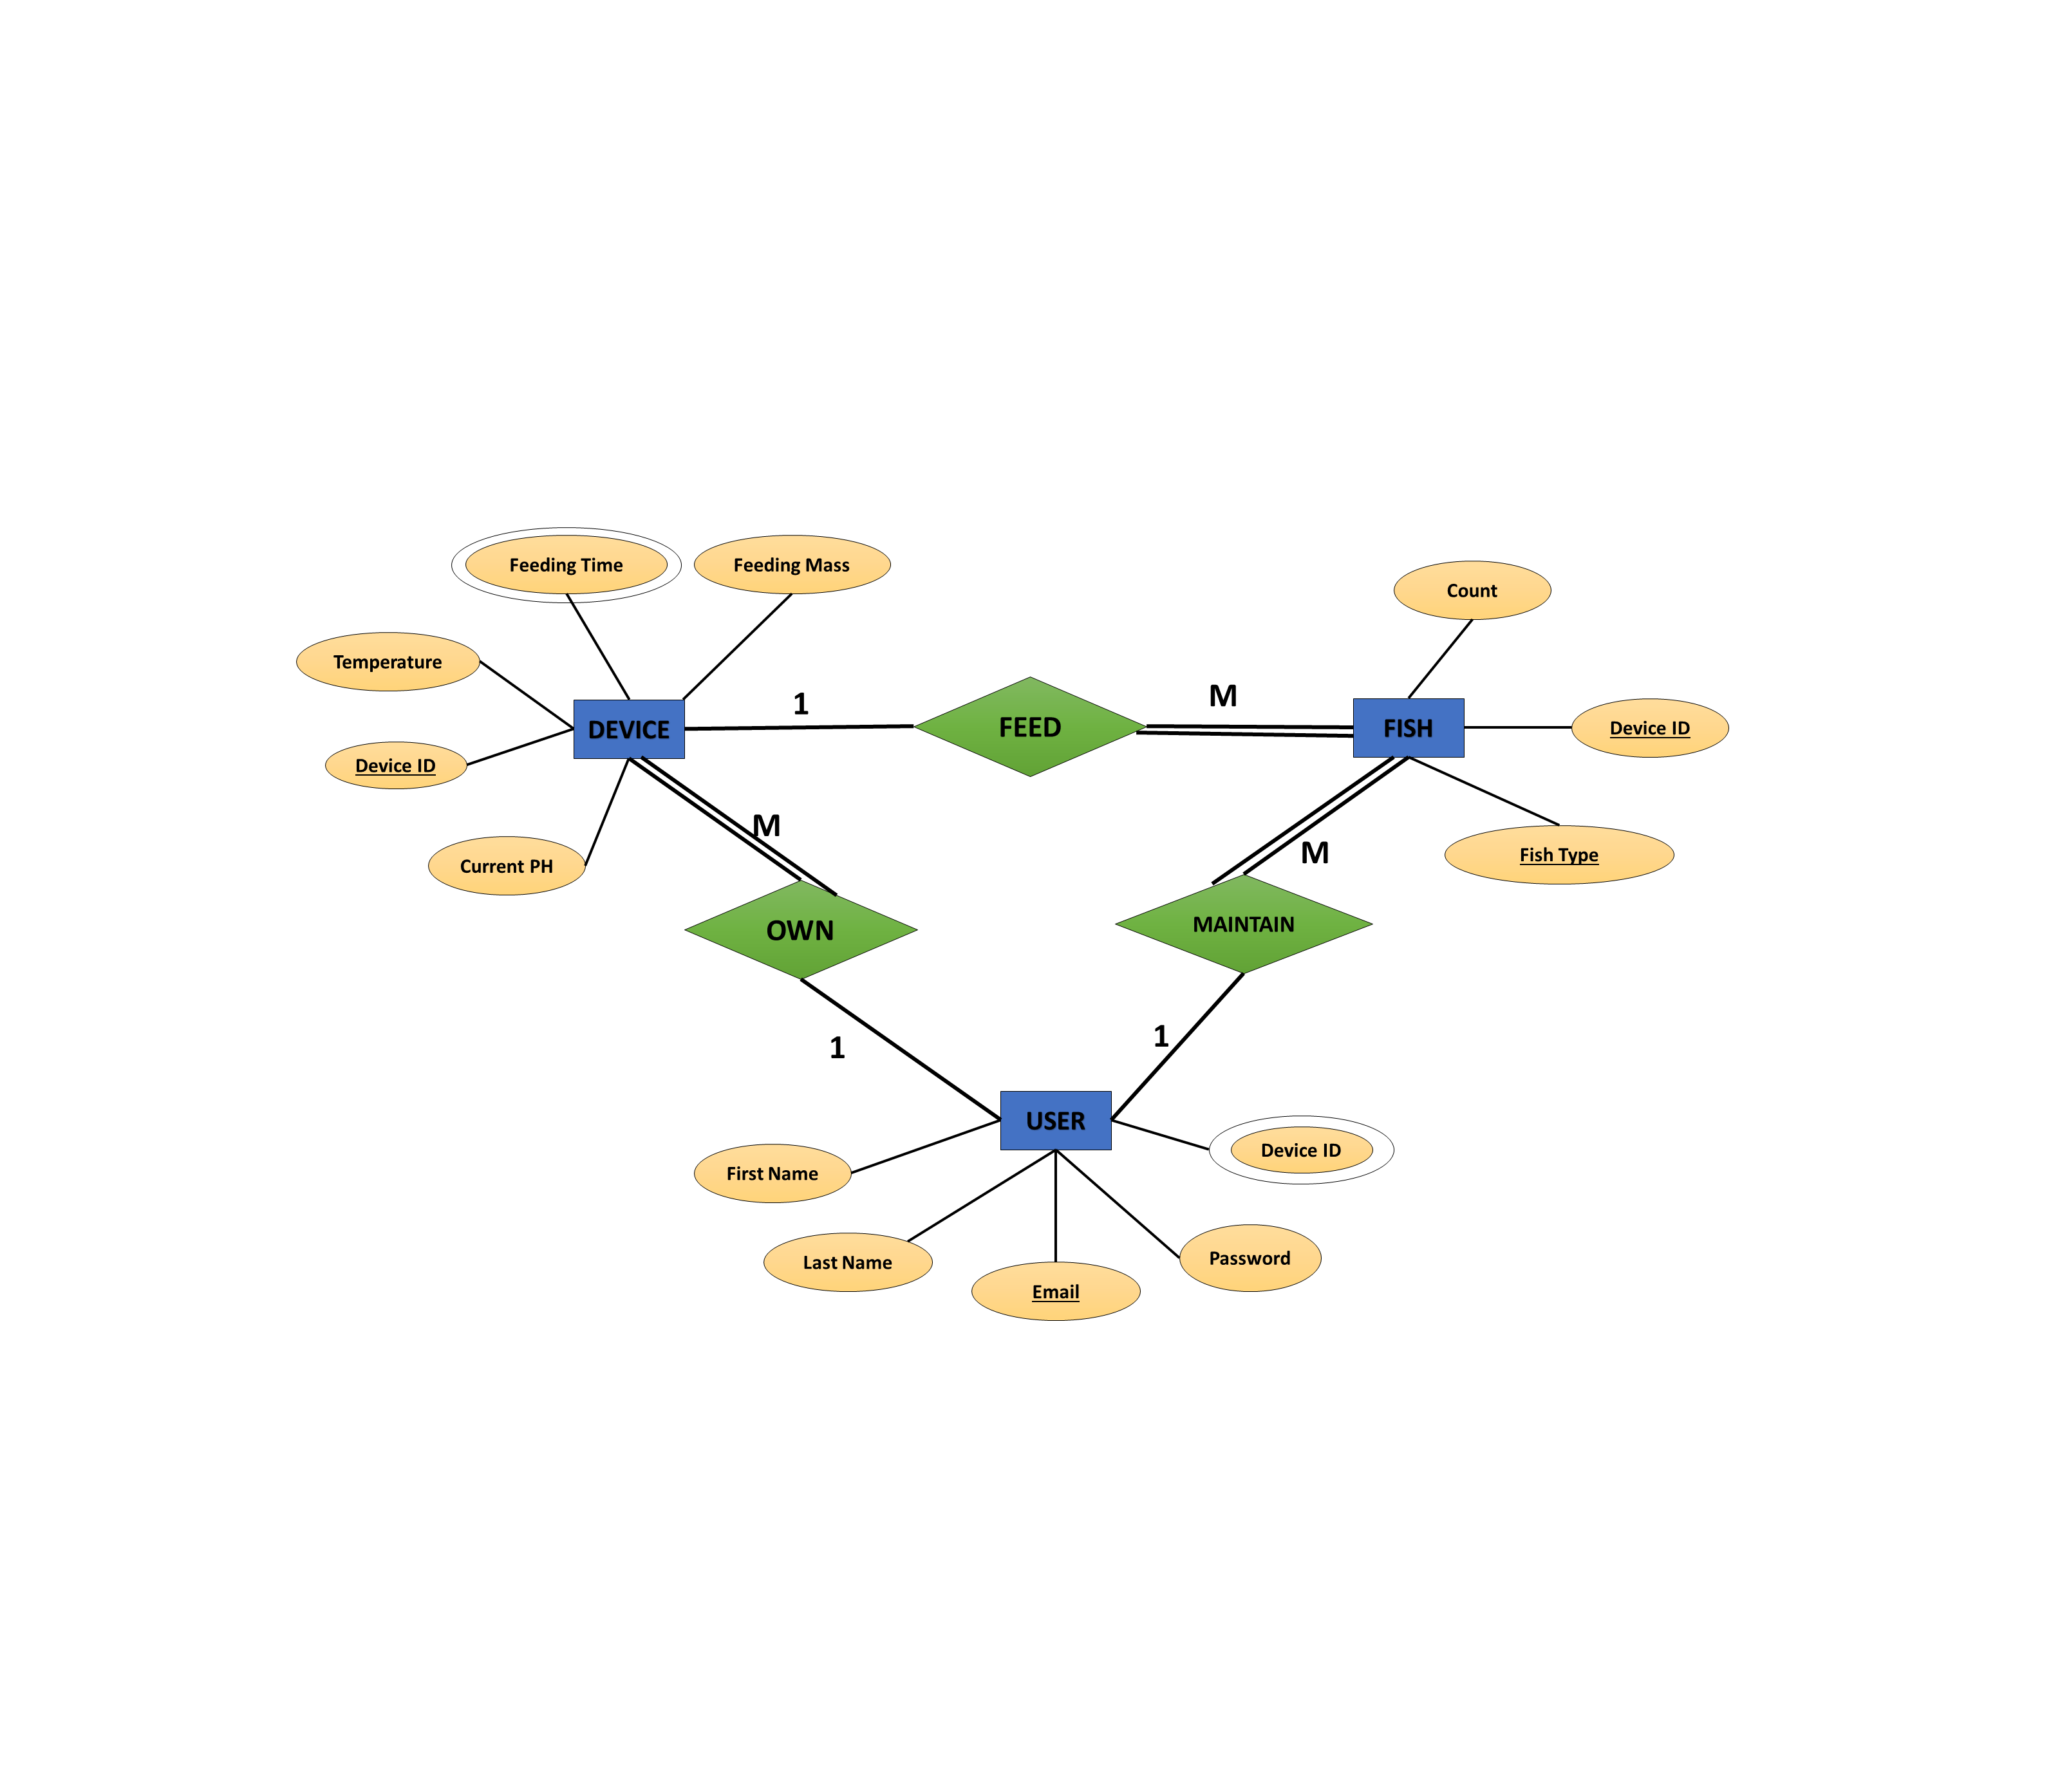 Feeding Time
Feeding Mass
Count
Temperature
1
M
DEVICE
FEED
FISH
Device ID
Device ID
M
M
Current PH
Fish Type
OWN
MAINTAIN
1
1
USER
Device ID
First Name
Last Name
Password
Email